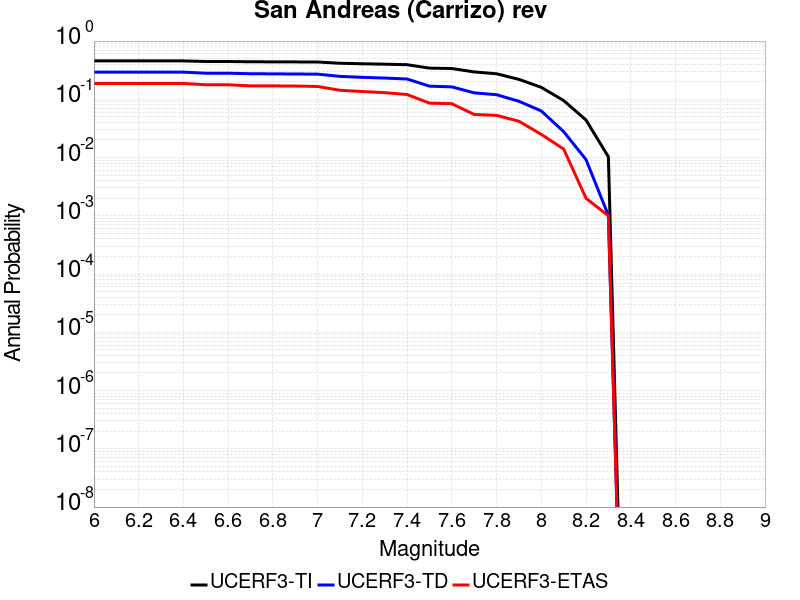 San Andreas (Carrizo) rev
10^0
10^-1
10^-2
10^-3
10^-4
10^-5
10^-6
10^-7
10^-8
Annual Probability
6 6.2 6.4 6.6 6.8 7 7.2 7.4 7.6 7.8 8 8.2 8.4 8.6 8.8 9
Magnitude
UCERF3-TI UCERF3-TD UCERF3-ETAS